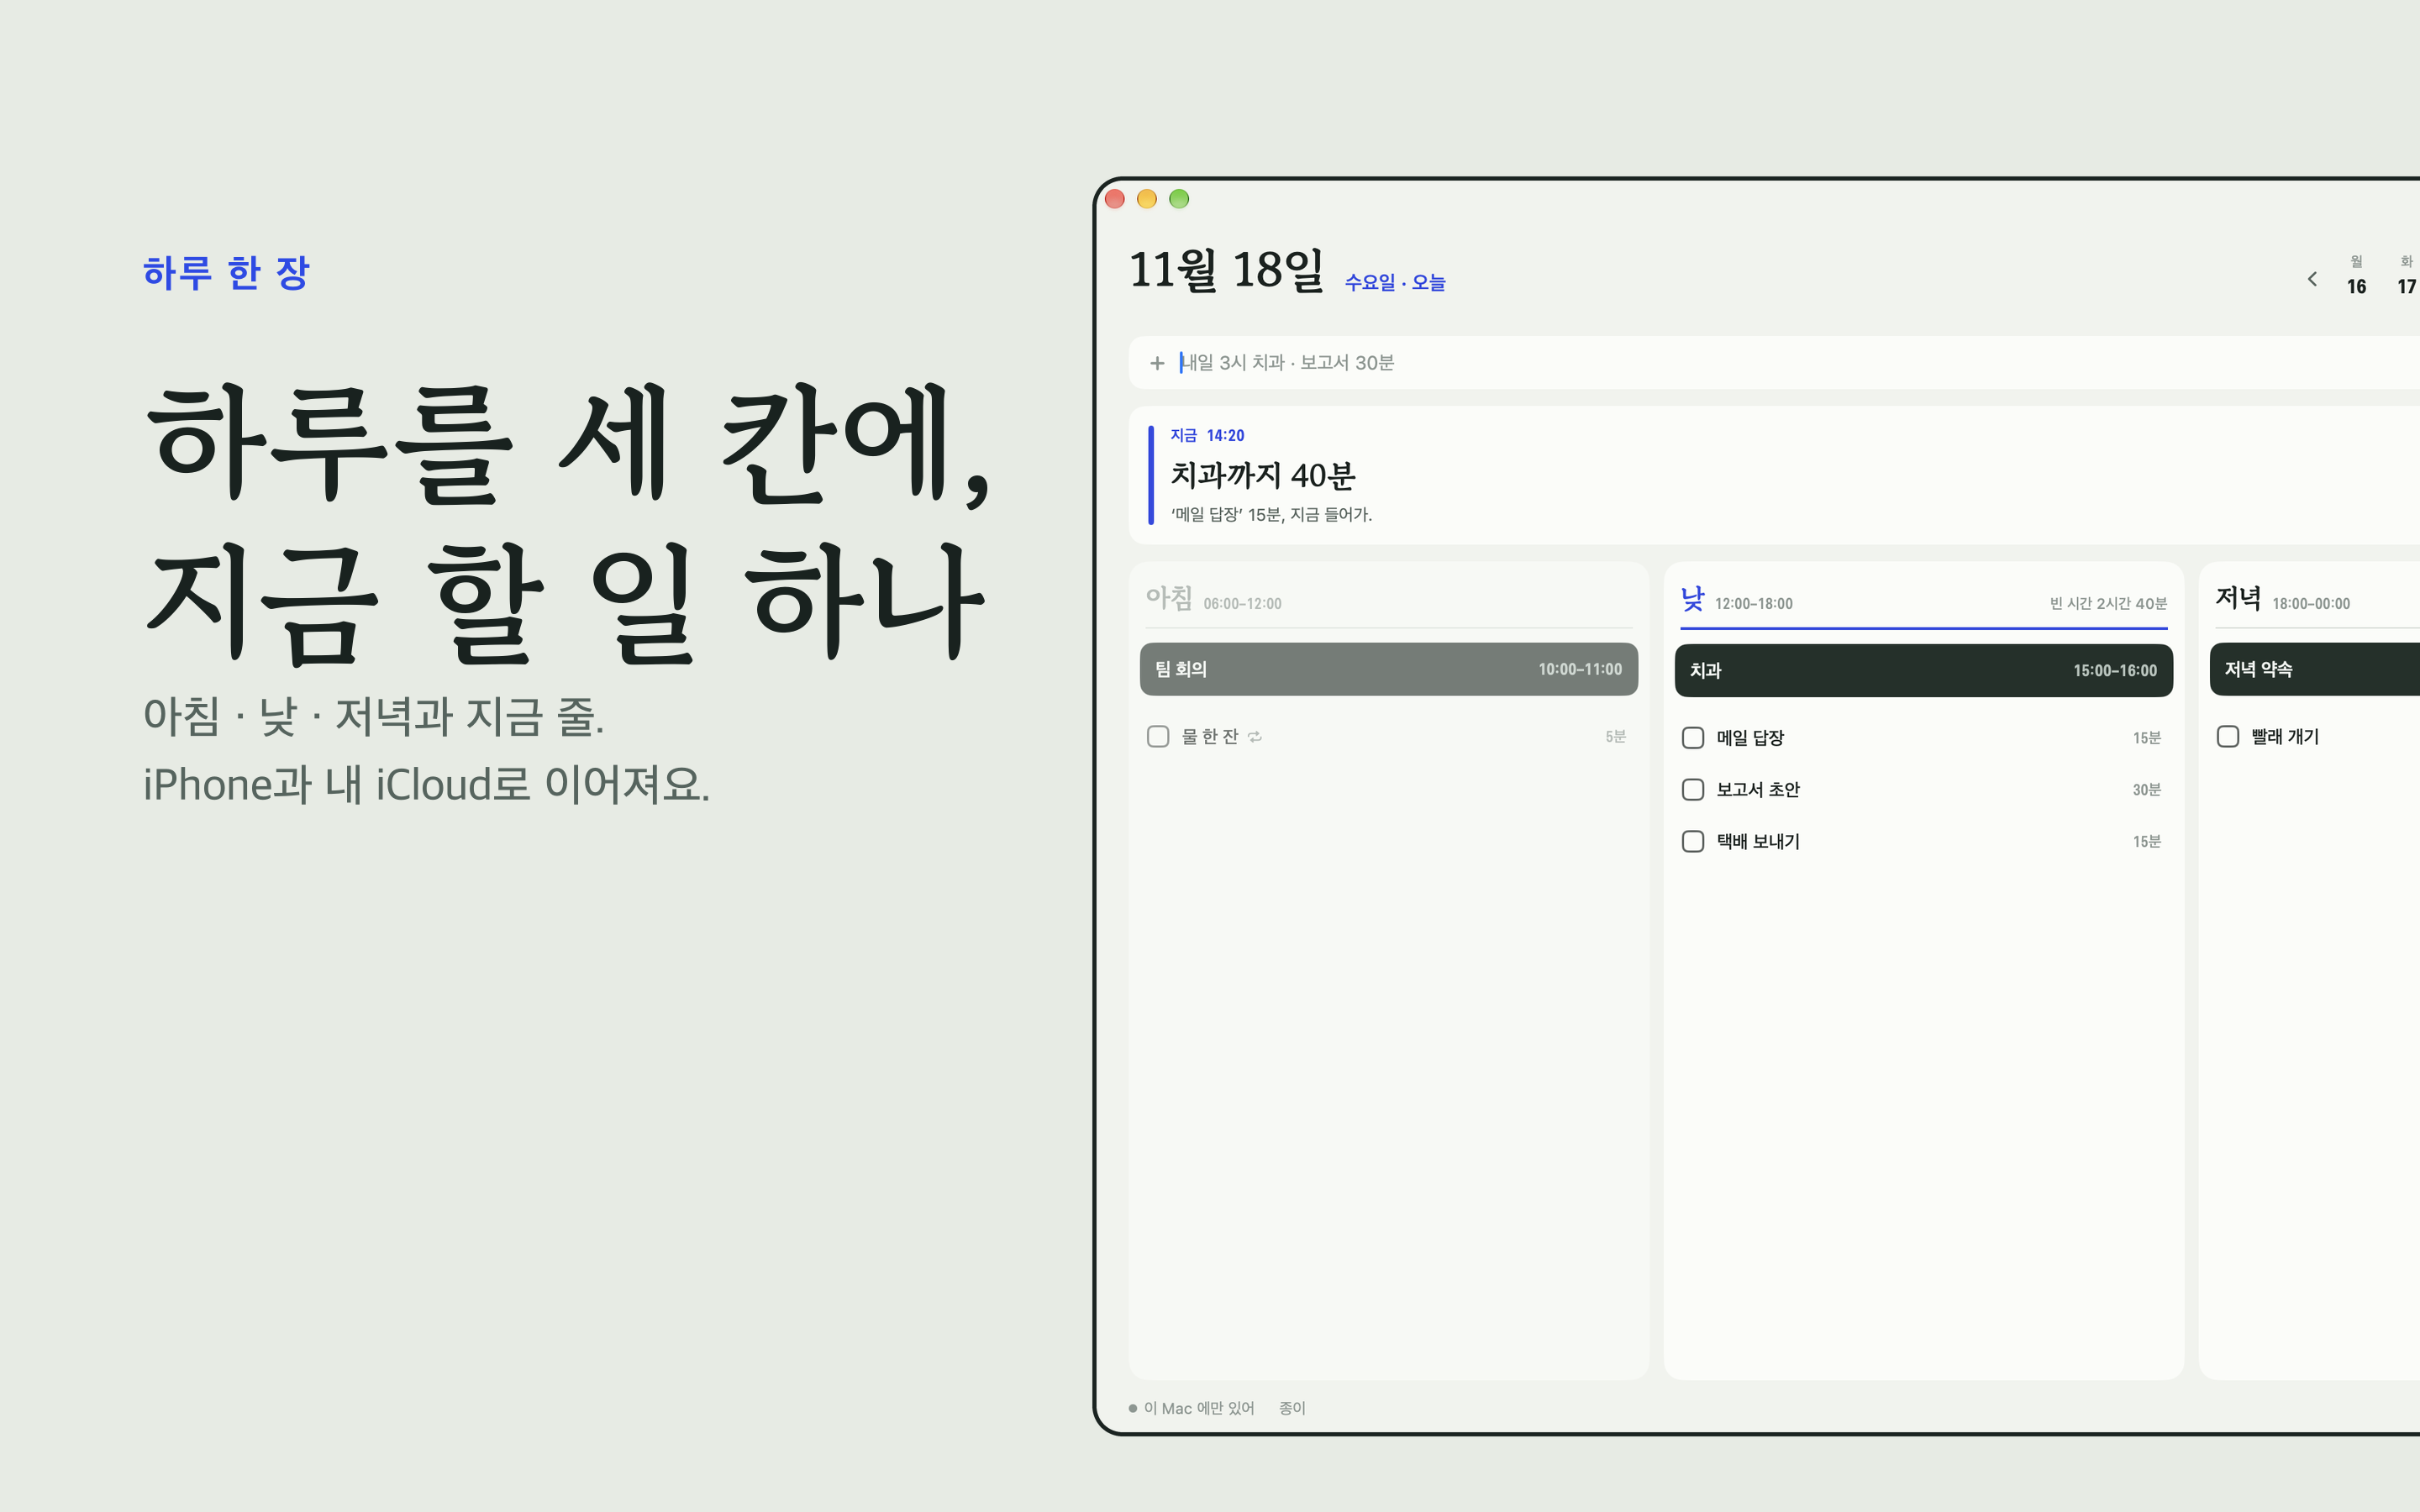 하루 한 장
하루를 세 칸에,
지금 할 일 하나
아침 · 낮 · 저녁과 지금 줄.
iPhone과 내 iCloud로 이어져요.
11월 18일 수요일 · 오늘
월 화
16 17
내일 3시 치과 · 보고서 30분
지금 14:20
치과까지 40분
‘메일 답장’ 15분, 지금 들어가.
아침 06:00–12:00
팀 회의 10:00–11:00
물 한 잔 5분
낮 12:00–18:00 빈 시간 2시간 40분
치과 15:00–16:00
메일 답장 15분
보고서 초안 30분
택배 보내기 15분
저녁 18:00–00:00
저녁 약속
빨래 개기
이 Mac 에만 있어 종이